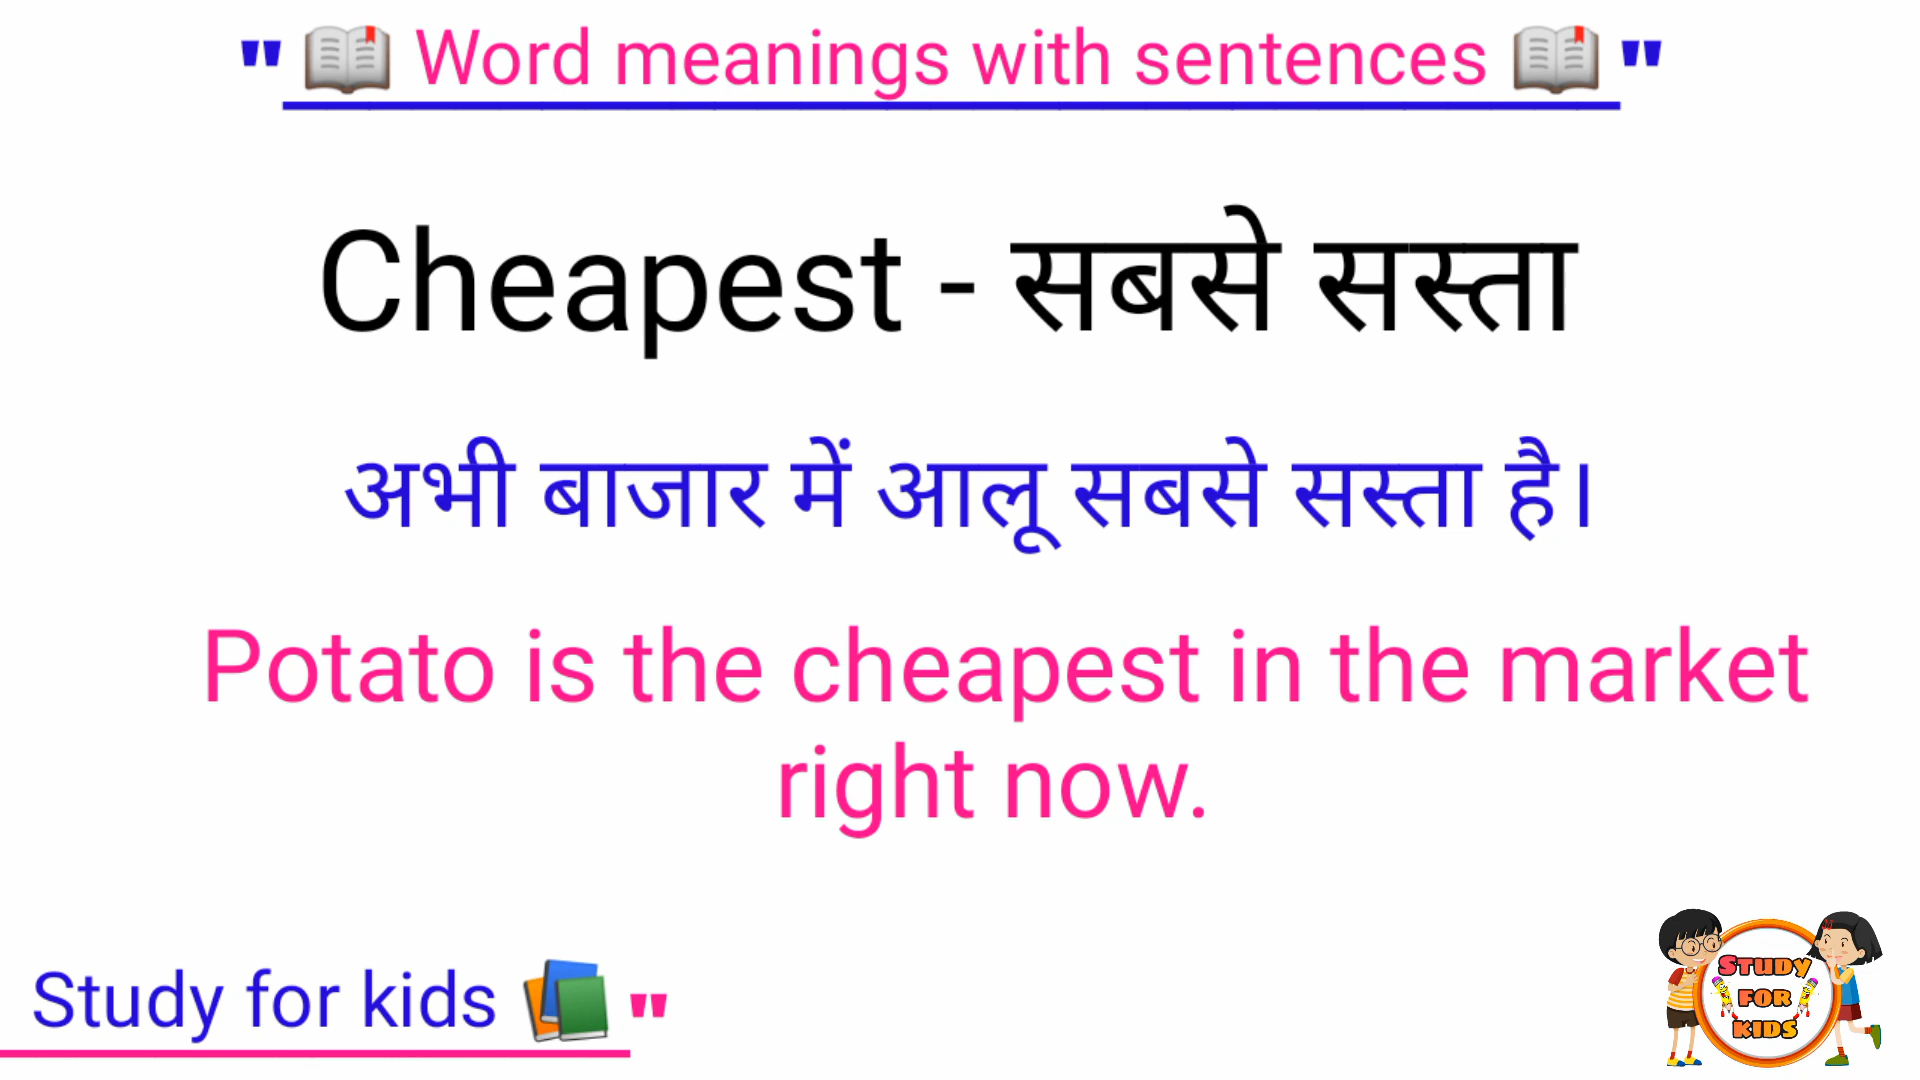 " 📖 Word meanings with sentences 📖 "
Cheapest - सबसे सस्ता
अभी बाजार में आलू सबसे सस्ता है।
Potato is the cheapest in the market
right now.
Study for kids 📚 "
STUDY
FOR
KIDS